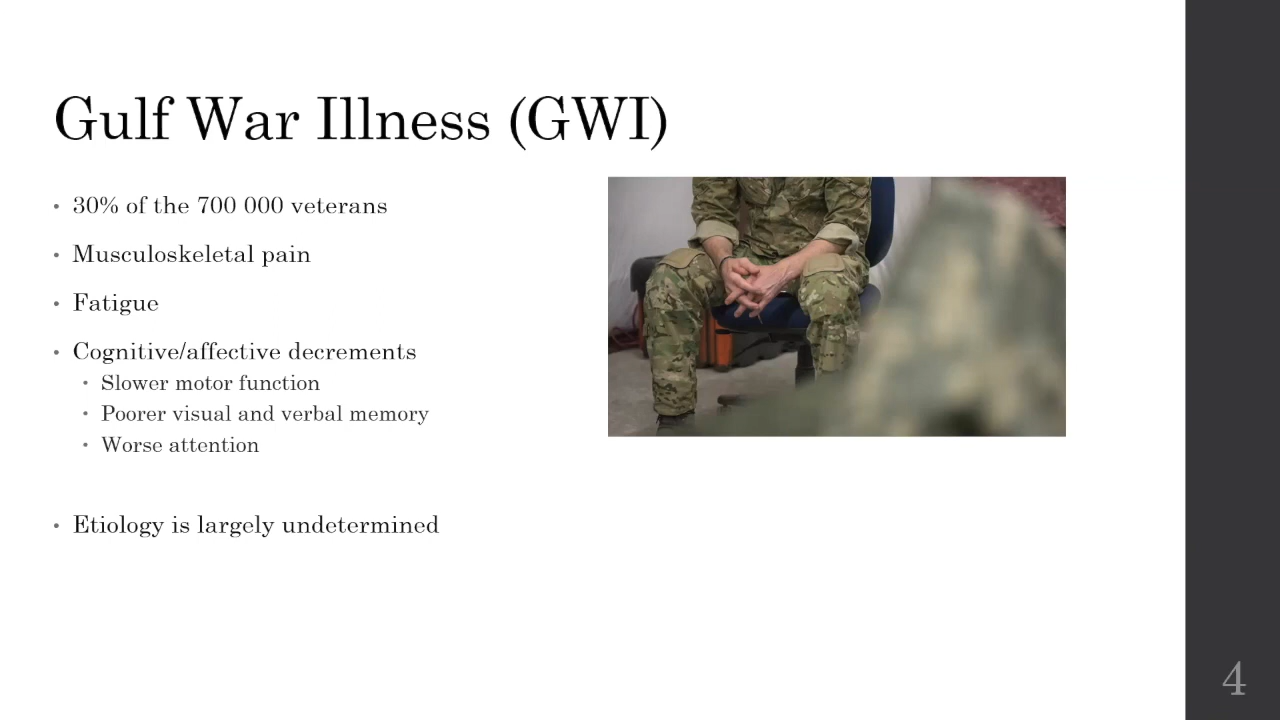 Gulf War Illness (GWI)
• 30% of the 700 000 veterans
• Musculoskeletal pain
• Fatigue
• Cognitive/affective decrements
• Slower motor function
• Poorer visual and verbal memory
• Worse attention
• Etiology is largely undetermined
4